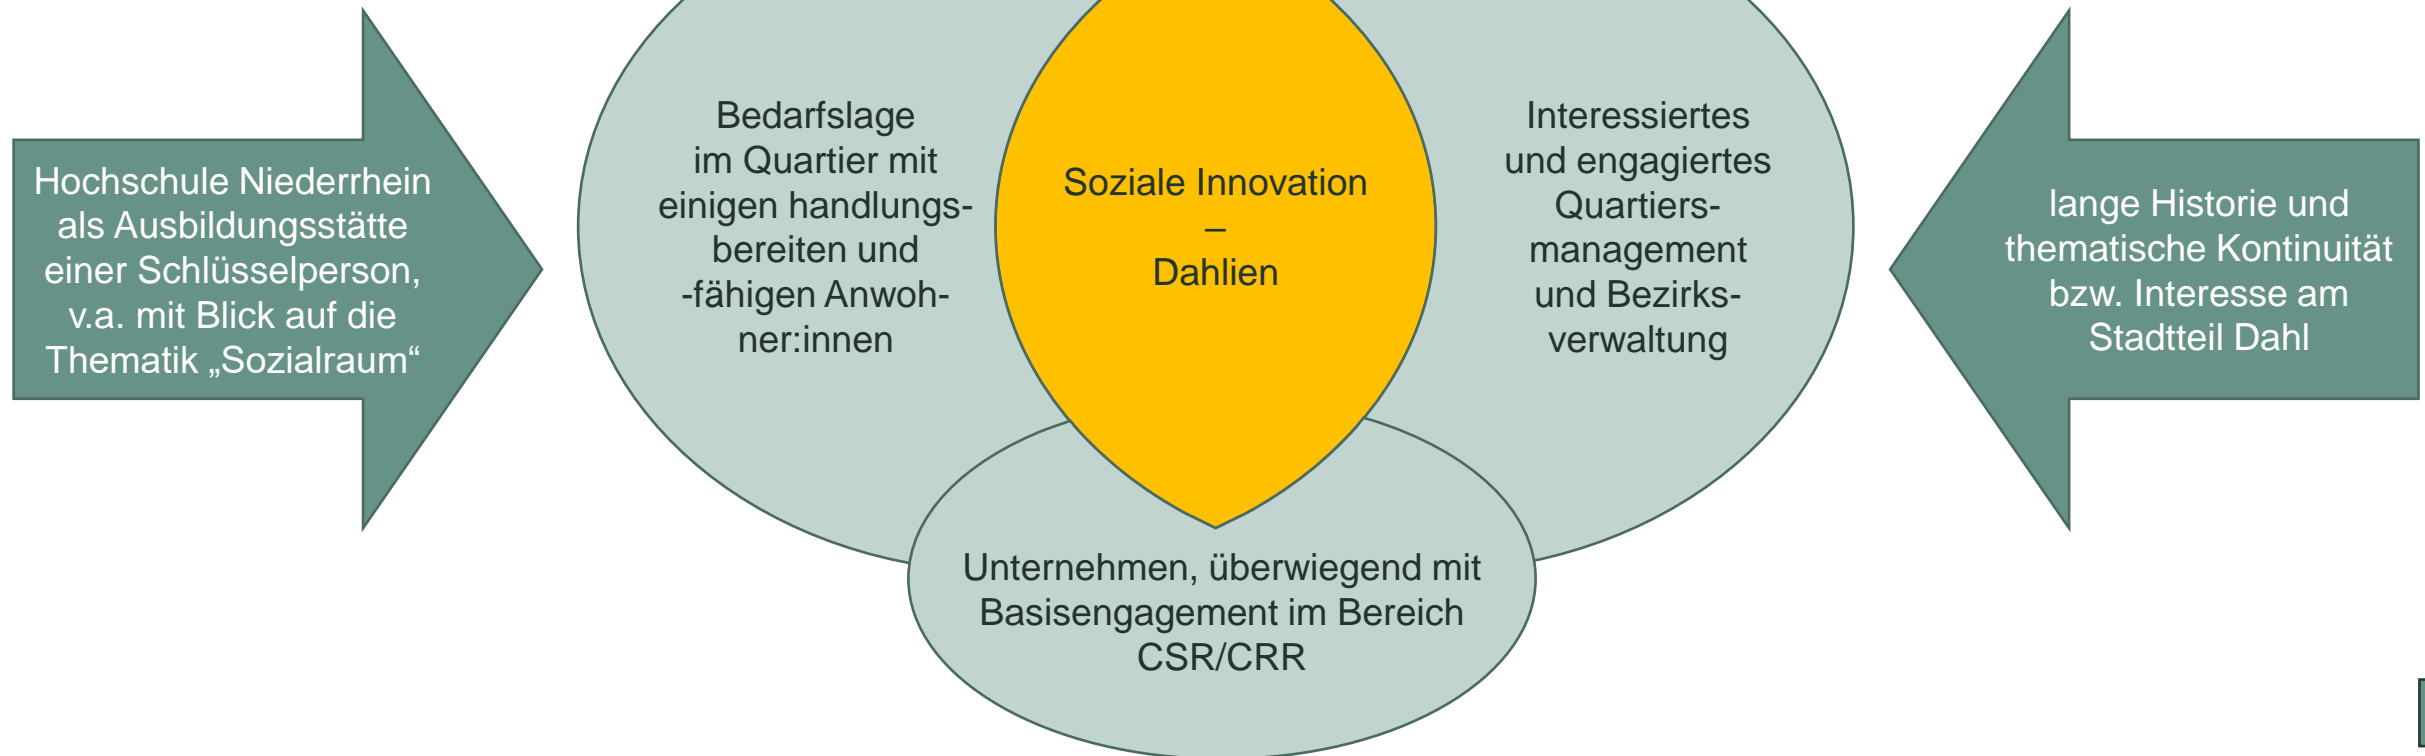 Hochschule Niederrhein
als Ausbildungsstätte
einer Schlüsselperson,
v.a. mit Blick auf die
Thematik „Sozialraum“
Bedarfslage
im Quartier mit
einigen handlungs-
bereiten und
-fähigen Anwoh-
ner:innen
Soziale Innovation
–
Dahlien
Interessiertes
und engagiertes
Quartiers-
management
und Bezirks-
verwaltung
lange Historie und
thematische Kontinuität
bzw. Interesse am
Stadtteil Dahl
Unternehmen, überwiegend mit
Basisengagement im Bereich
CSR/CRR